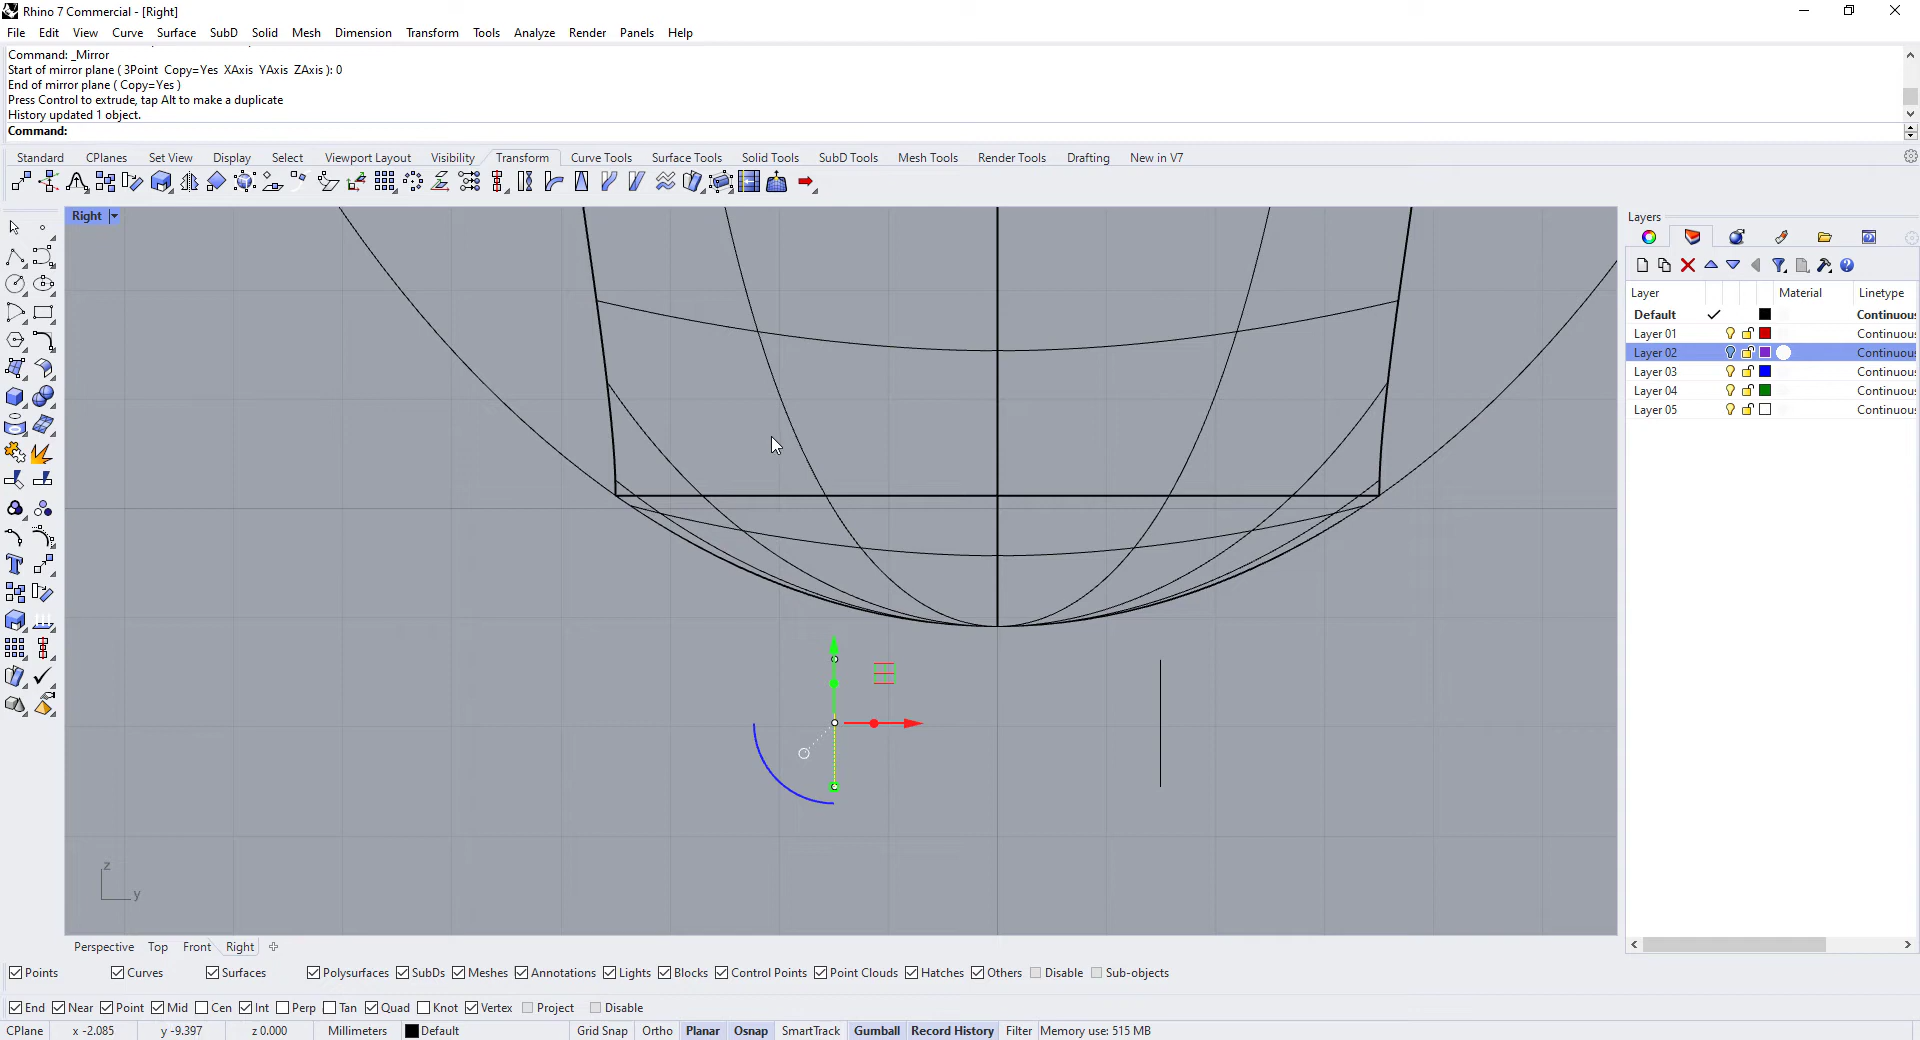 Rhino 7 Commercial - [Right]
File Edit View Curve Surface SubD Solid Mesh Dimension Transform Tools Analyze Render Panels Help
Command: _Mirror
Start of mirror plane ( 3Point Copy=Yes XAxis YAxis ZAxis ): 0
End of mirror plane ( Copy=Yes )
Press Control to extrude, tap Alt to make a duplicate
History updated 1 object.
Command:
Standard CPlanes Set View Display Select Viewport Layout Visibility Transform Curve Tools Surface Tools Solid Tools SubD Tools Mesh Tools Render Tools Drafting New in V7
Right
Layers
Layer Material Linetype
Default Continuou
Layer 01 Continuou
Layer 02 Continuou
Layer 03 Continuou
Layer 04 Continuou
Layer 05 Continuou
z
y
Perspective Top Front Right
Points Curves Surfaces Polysurfaces SubDs Meshes Annotations Lights Blocks Control Points Point Clouds Hatches Others Disable Sub-objects
End Near Point Mid Cen Int Perp Tan Quad Knot Vertex Project Disable
CPlane x -2.085 y -9.397 z 0.000 Millimeters Default Grid Snap Ortho Planar Osnap SmartTrack Gumball Record History Filter Memory use: 515 MB